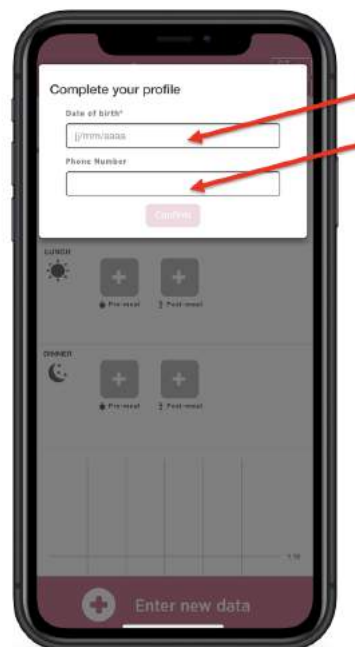 Complete your profile
Date of birth*
jj/mm/aaaa
Phone Number
Confirm
LUNCH
Pre-meal Post-meal
DINNER
Pre-meal Post-meal
Enter new data